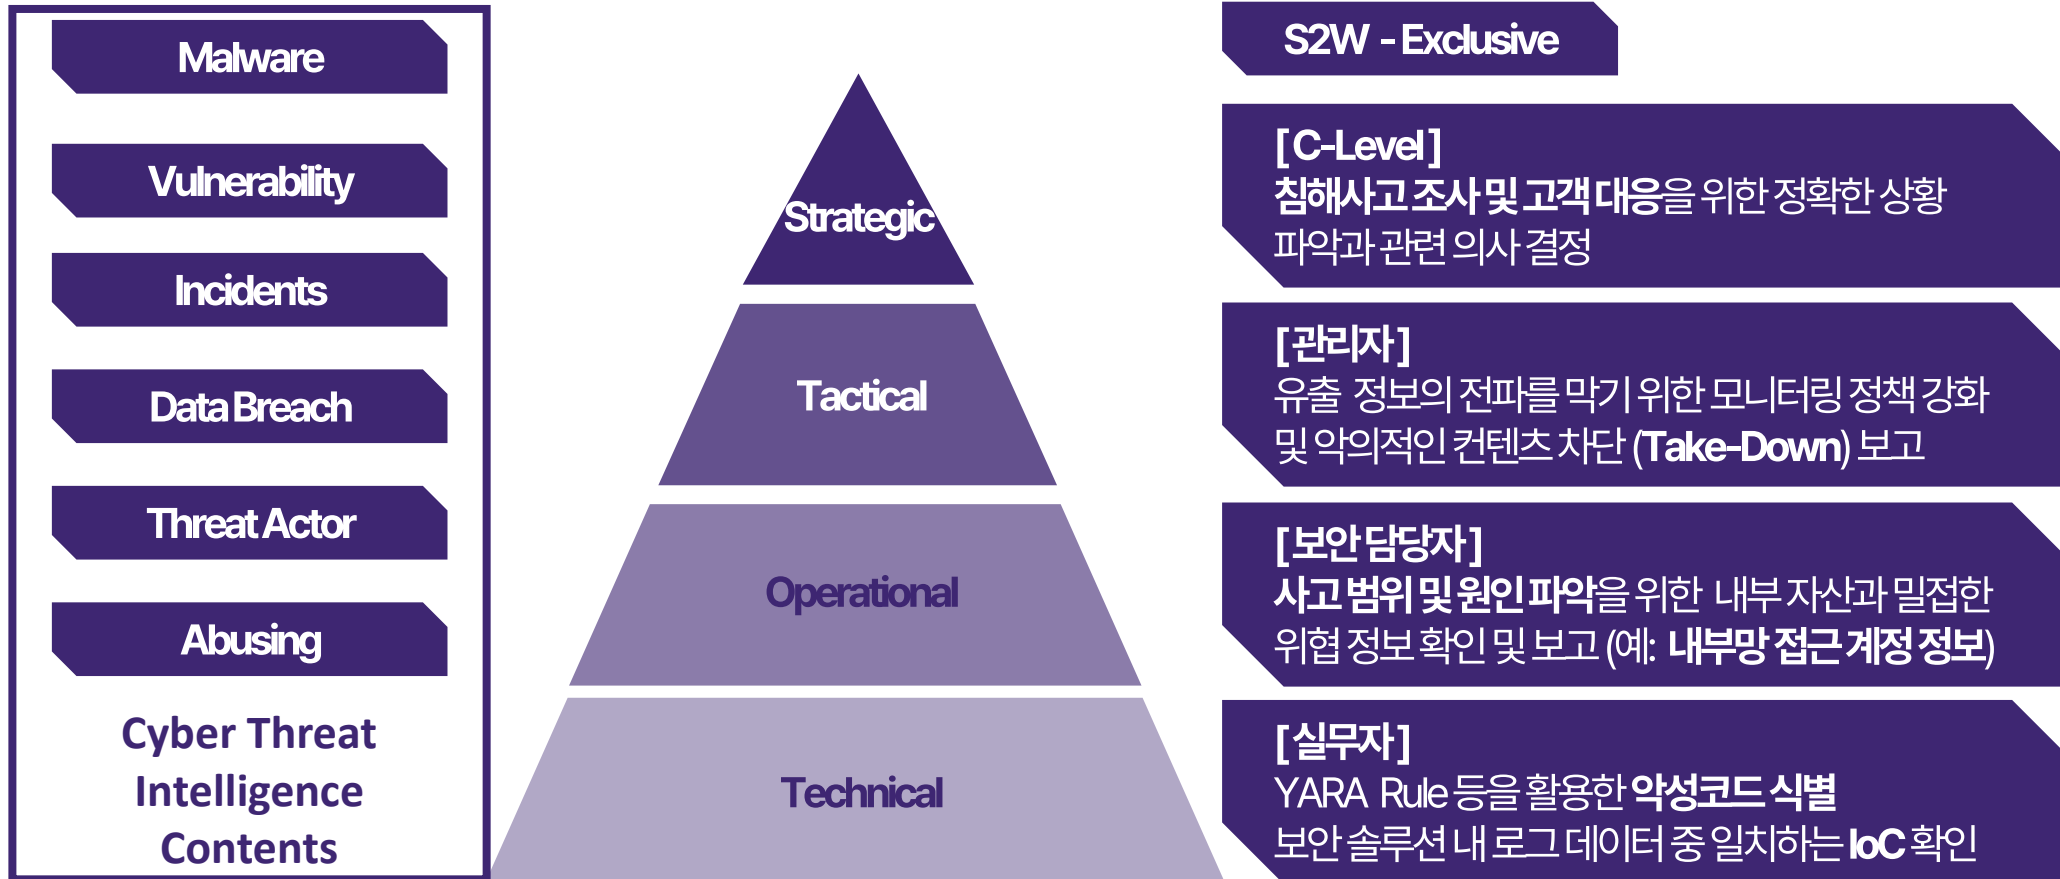 Malware
Vulnerability
Incidents
Data Breach
Threat Actor
Abusing
Cyber Threat
Intelligence
Contents
Strategic
Tactical
Operational
Technical
S2W - Exclusive
[ C-Level ]
침해사고 조사 및 고객 대응을 위한 정확한 상황
파악과 관련 의사 결정
[ 관리자 ]
유출 정보의 전파를 막기 위한 모니터링 정책 강화
및 악의적인 컨텐츠 차단 (Take-Down) 보고
[ 보안 담당자 ]
사고 범위 및 원인 파악을 위한 내부 자산과 밀접한
위협 정보 확인 및 보고 (예: 내부망 접근 계정 정보)
[ 실무자 ]
YARA Rule 등을 활용한 악성코드 식별
보안 솔루션 내 로그 데이터 중 일치하는 IoC 확인